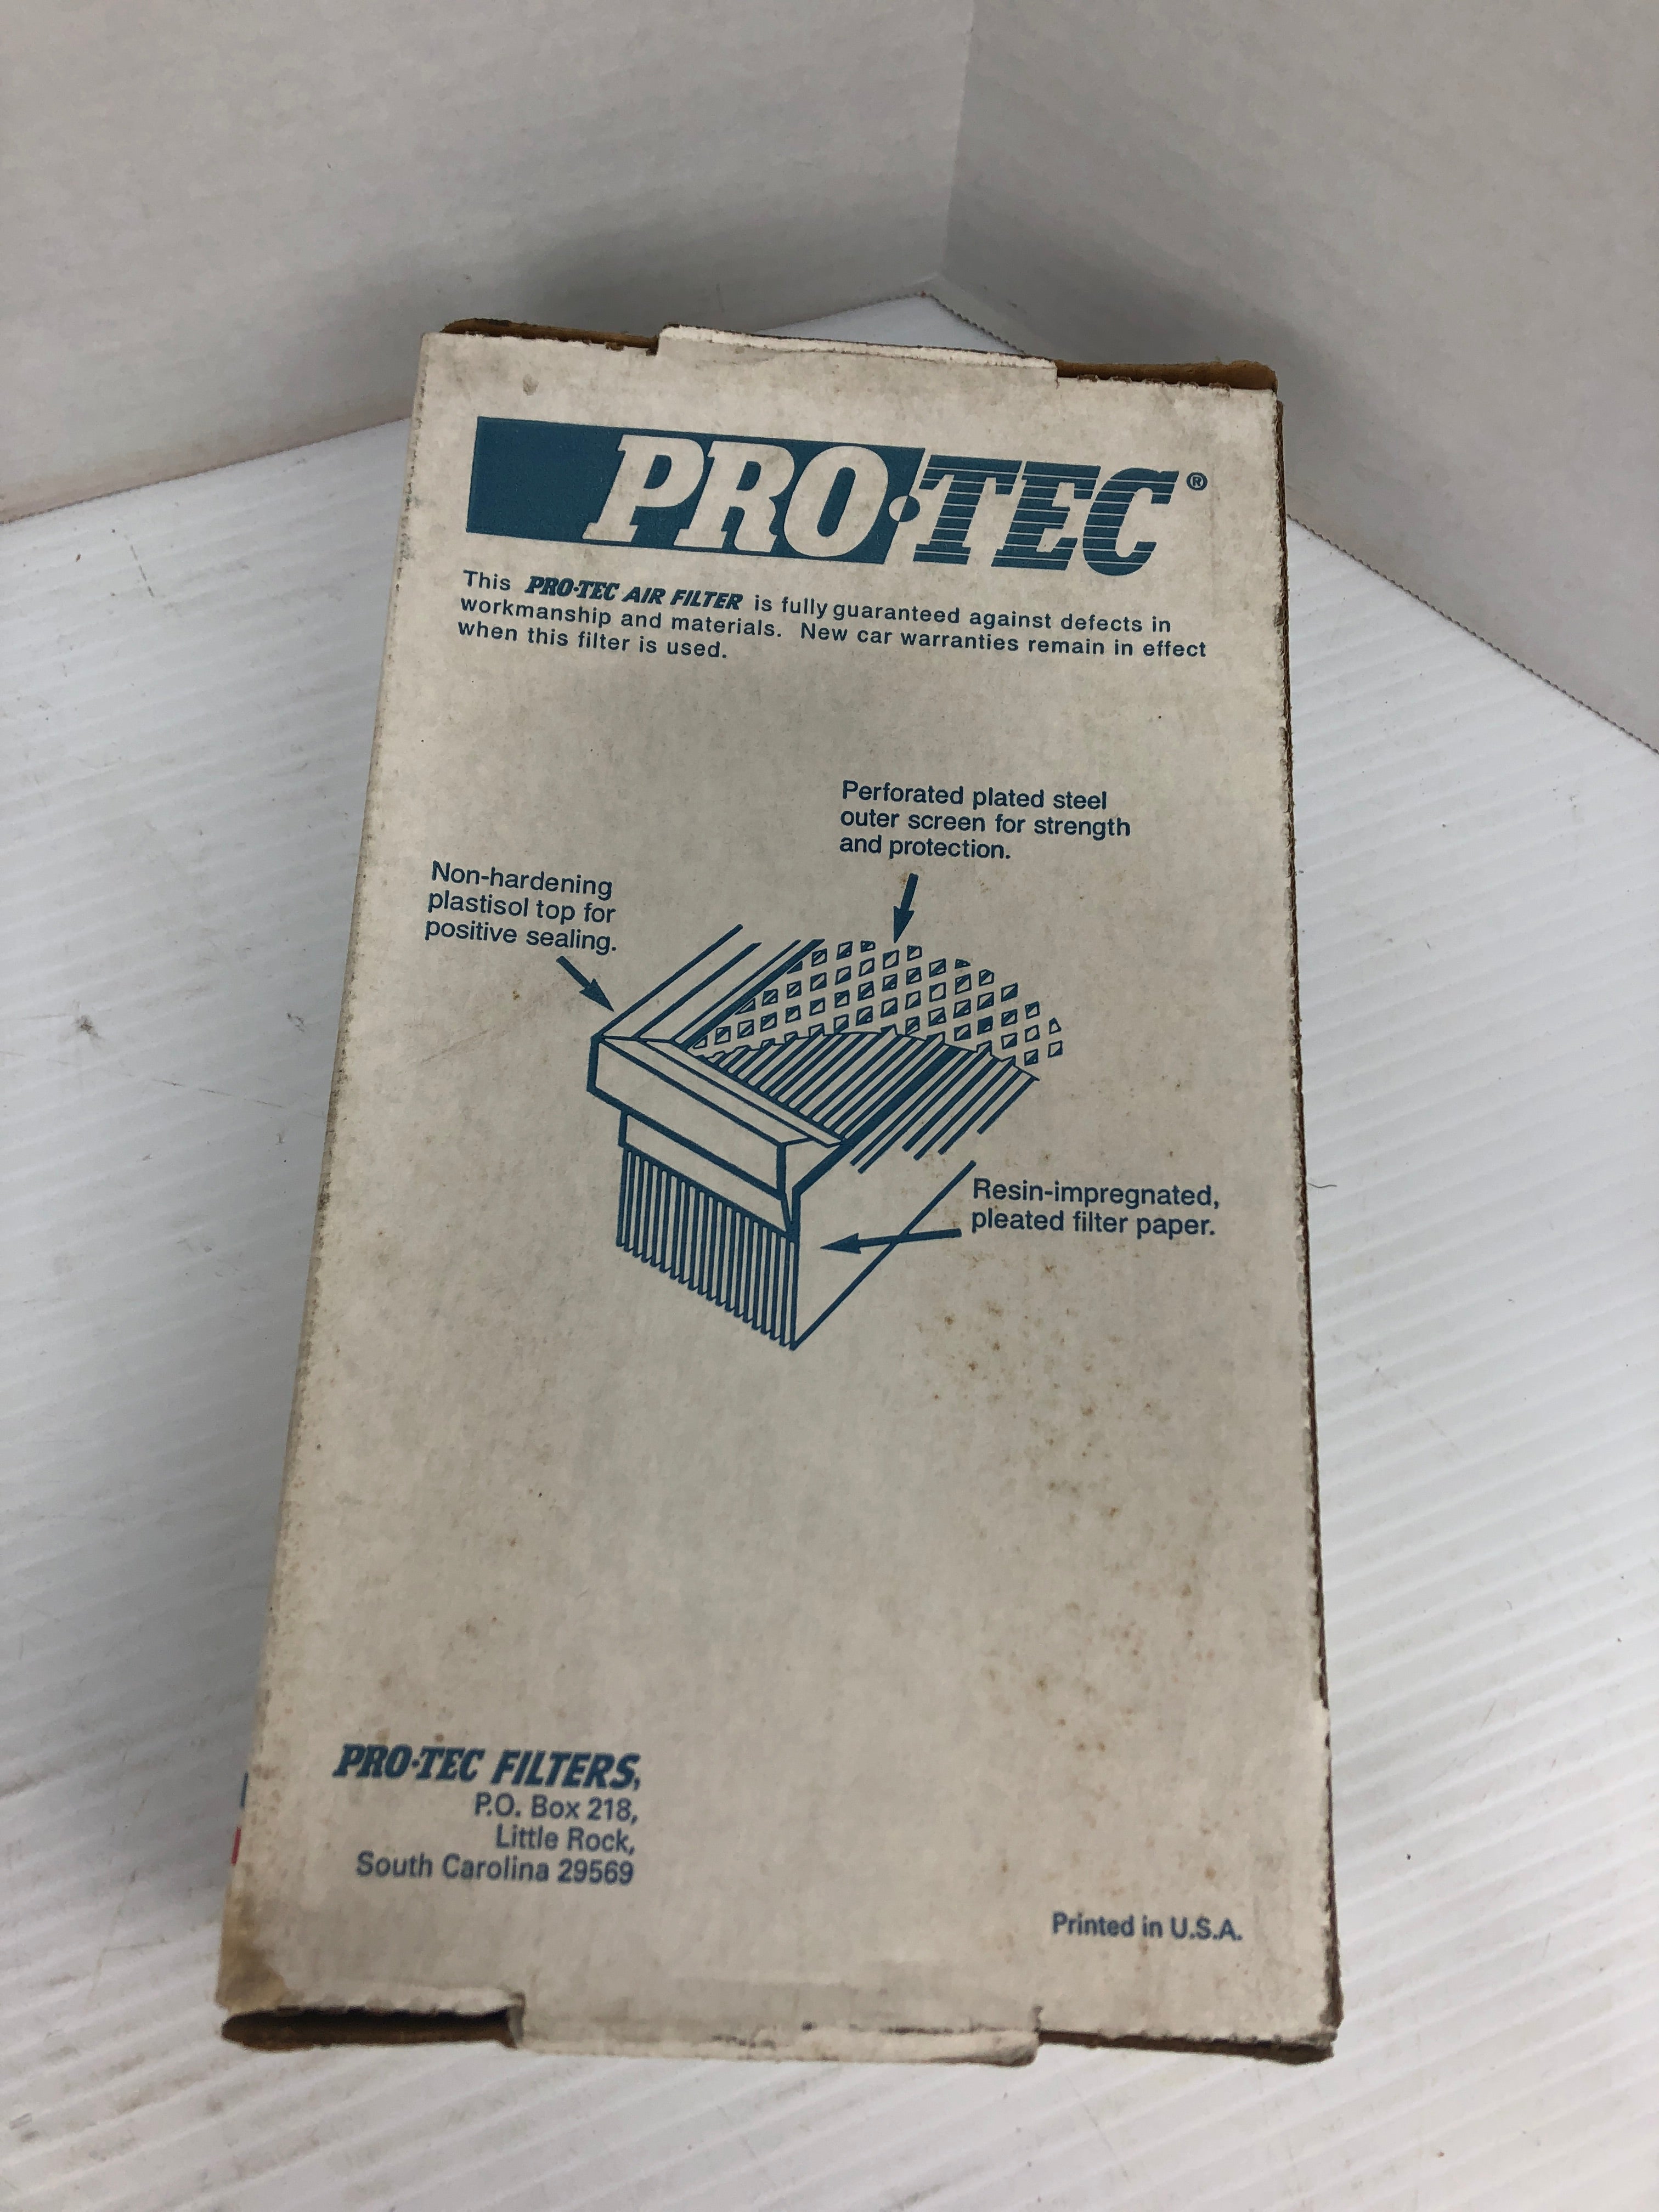 PRO·TEC®
This PRO·TEC AIR FILTER is fully guaranteed against defects in
workmanship and materials. New car warranties remain in effect
when this filter is used.
Perforated plated steel
outer screen for strength
and protection.
Non-hardening
plastisol top for
positive sealing.
Resin-impregnated,
pleated filter paper.
PRO·TEC FILTERS,
P.O. Box 218,
Little Rock,
South Carolina 29569
Printed in U.S.A.